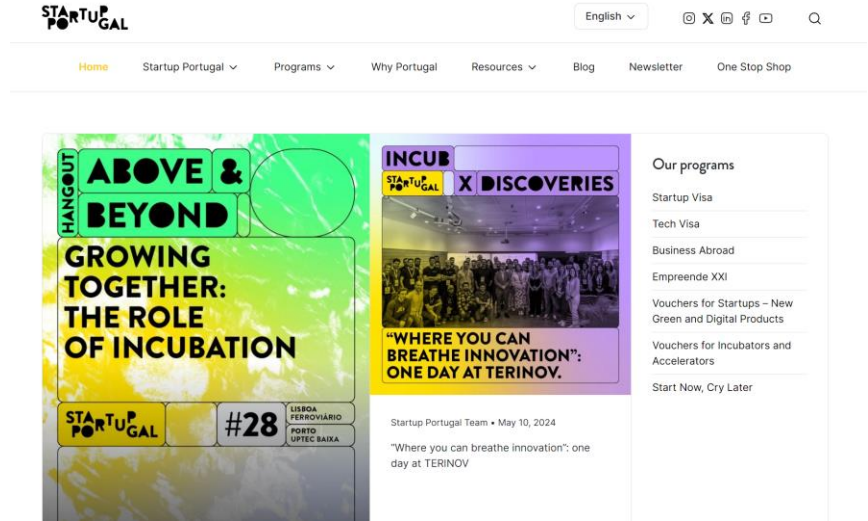 STARTUP
PORTUGAL
English
Home
Startup Portugal
Programs
Why Portugal
Resources
Blog
Newsletter
One Stop Shop
HANGOUT
ABOVE &
BEYOND
GROWING
TOGETHER:
THE ROLE
OF INCUBATION
STARTUP
PORTUGAL
#28
LISBOA
FERROVIÁRIO
PORTO
UPTEC BAIXA
INCUB
STARTUP
PORTUGAL
X DISCOVERIES
“WHERE YOU CAN
BREATHE INNOVATION”:
ONE DAY AT TERINOV.
Startup Portugal Team • May 10, 2024
“Where you can breathe innovation”: one
day at TERINOV
Our programs
Startup Visa
Tech Visa
Business Abroad
Empreende XXI
Vouchers for Startups – New
Green and Digital Products
Vouchers for Incubators and
Accelerators
Start Now, Cry Later